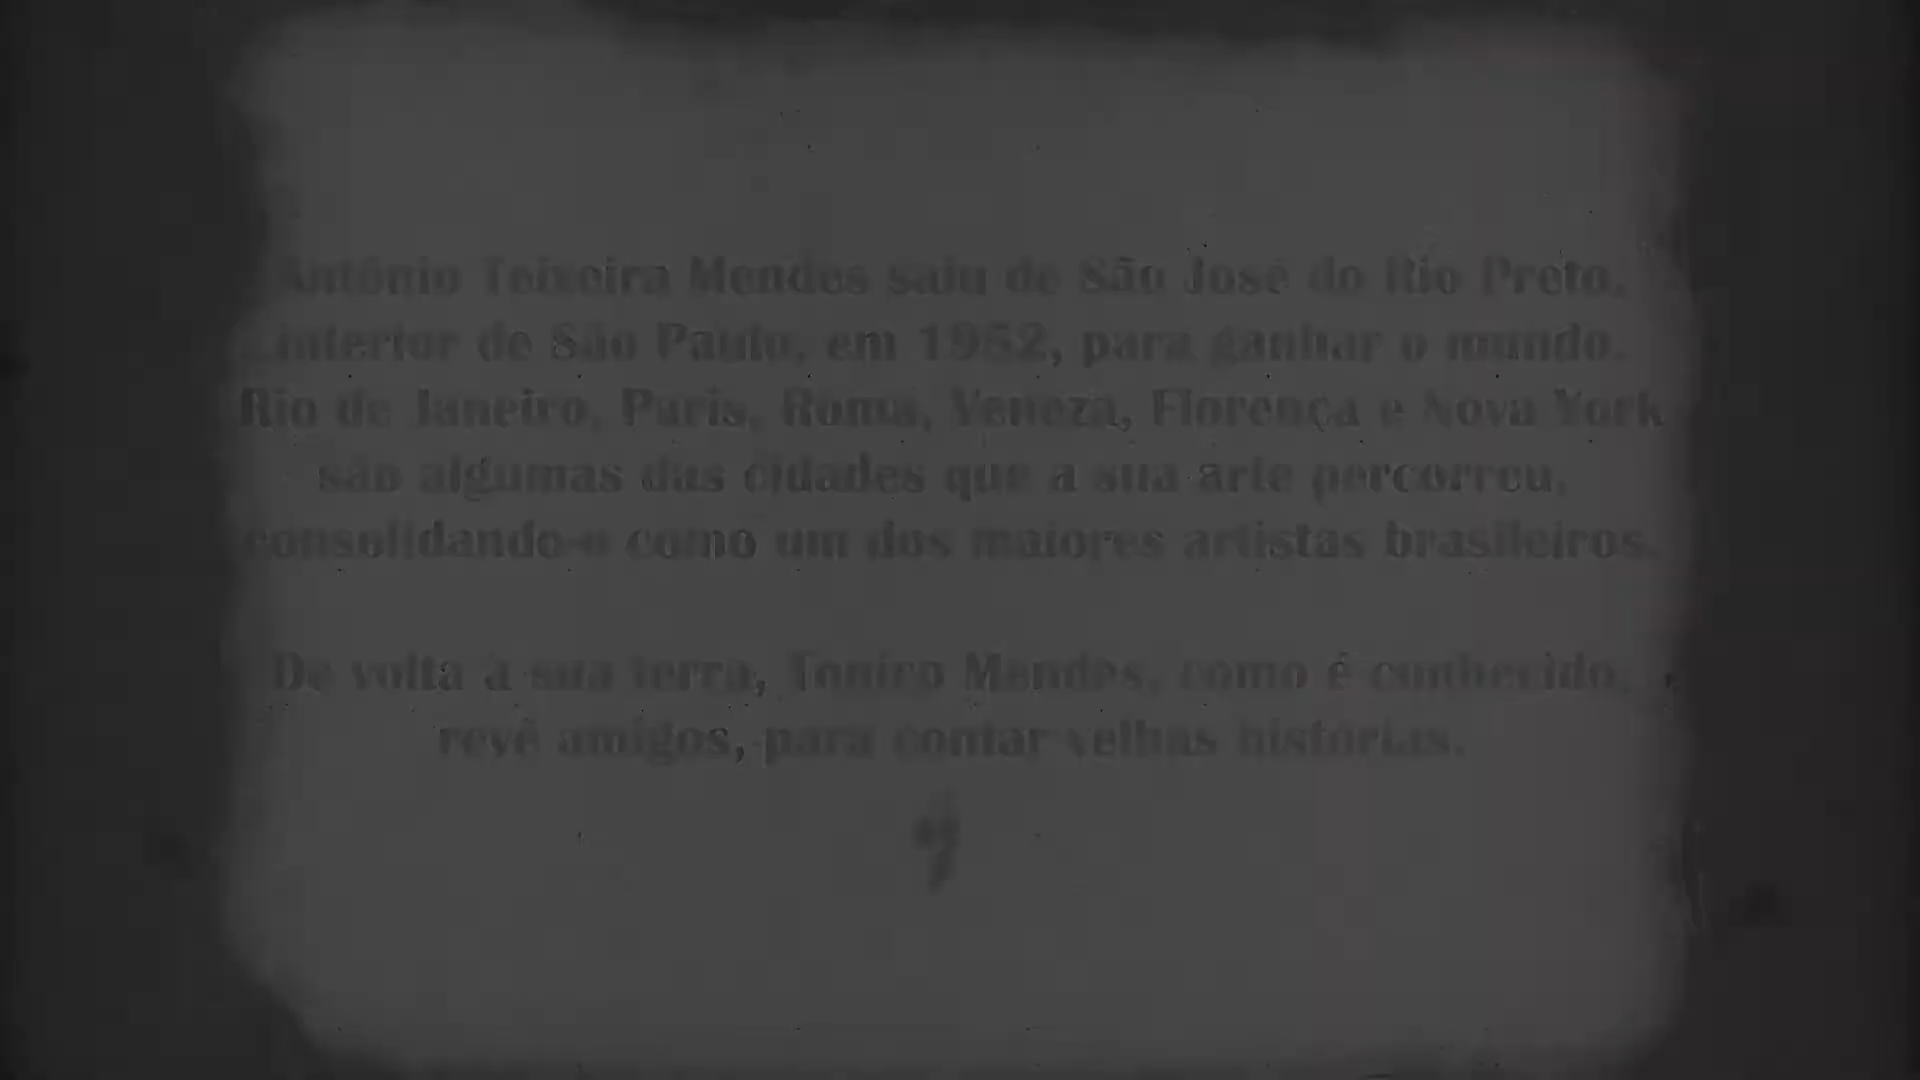 Antônio Teixeira Mendes saiu de São José do Rio Preto,
interior de São Paulo, em 1952, para ganhar o mundo.
Rio de Janeiro, Paris, Roma, Veneza, Florença e Nova York
são algumas das cidades que a sua arte percorreu,
consolidando-o como um dos maiores artistas brasileiros.
De volta à sua terra, Mendes, como é conhecido,
revê amigos, para contar velhas histórias.